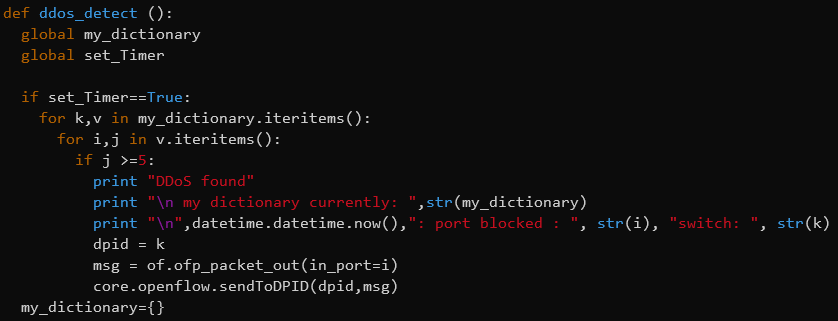 def ddos_detect ():
  global my_dictionary
  global set_Timer

  if set_Timer==True:
    for k,v in my_dictionary.iteritems():
      for i,j in v.iteritems():
        if j >=5:
          print "DDoS found"
          print "\n my dictionary currently: ",str(my_dictionary)
          print "\n",datetime.datetime.now(),": port blocked : ", str(i), "switch: ", str(k)
          dpid = k
          msg = of.ofp_packet_out(in_port=i)
          core.openflow.sendToDPID(dpid,msg)
  my_dictionary={}